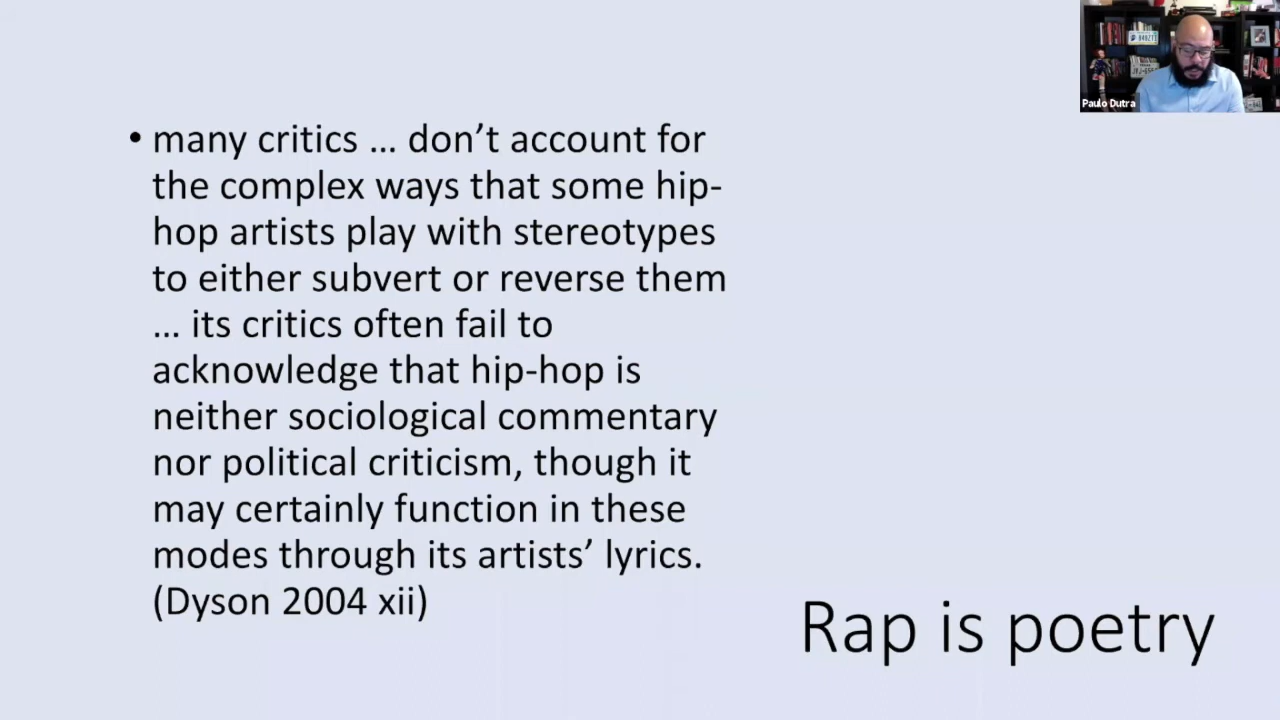 Paulo Dutra
• many critics … don’t account for
the complex ways that some hip-
hop artists play with stereotypes
to either subvert or reverse them
… its critics often fail to
acknowledge that hip-hop is
neither sociological commentary
nor political criticism, though it
may certainly function in these
modes through its artists’ lyrics.
(Dyson 2004 xii)
Rap is poetry